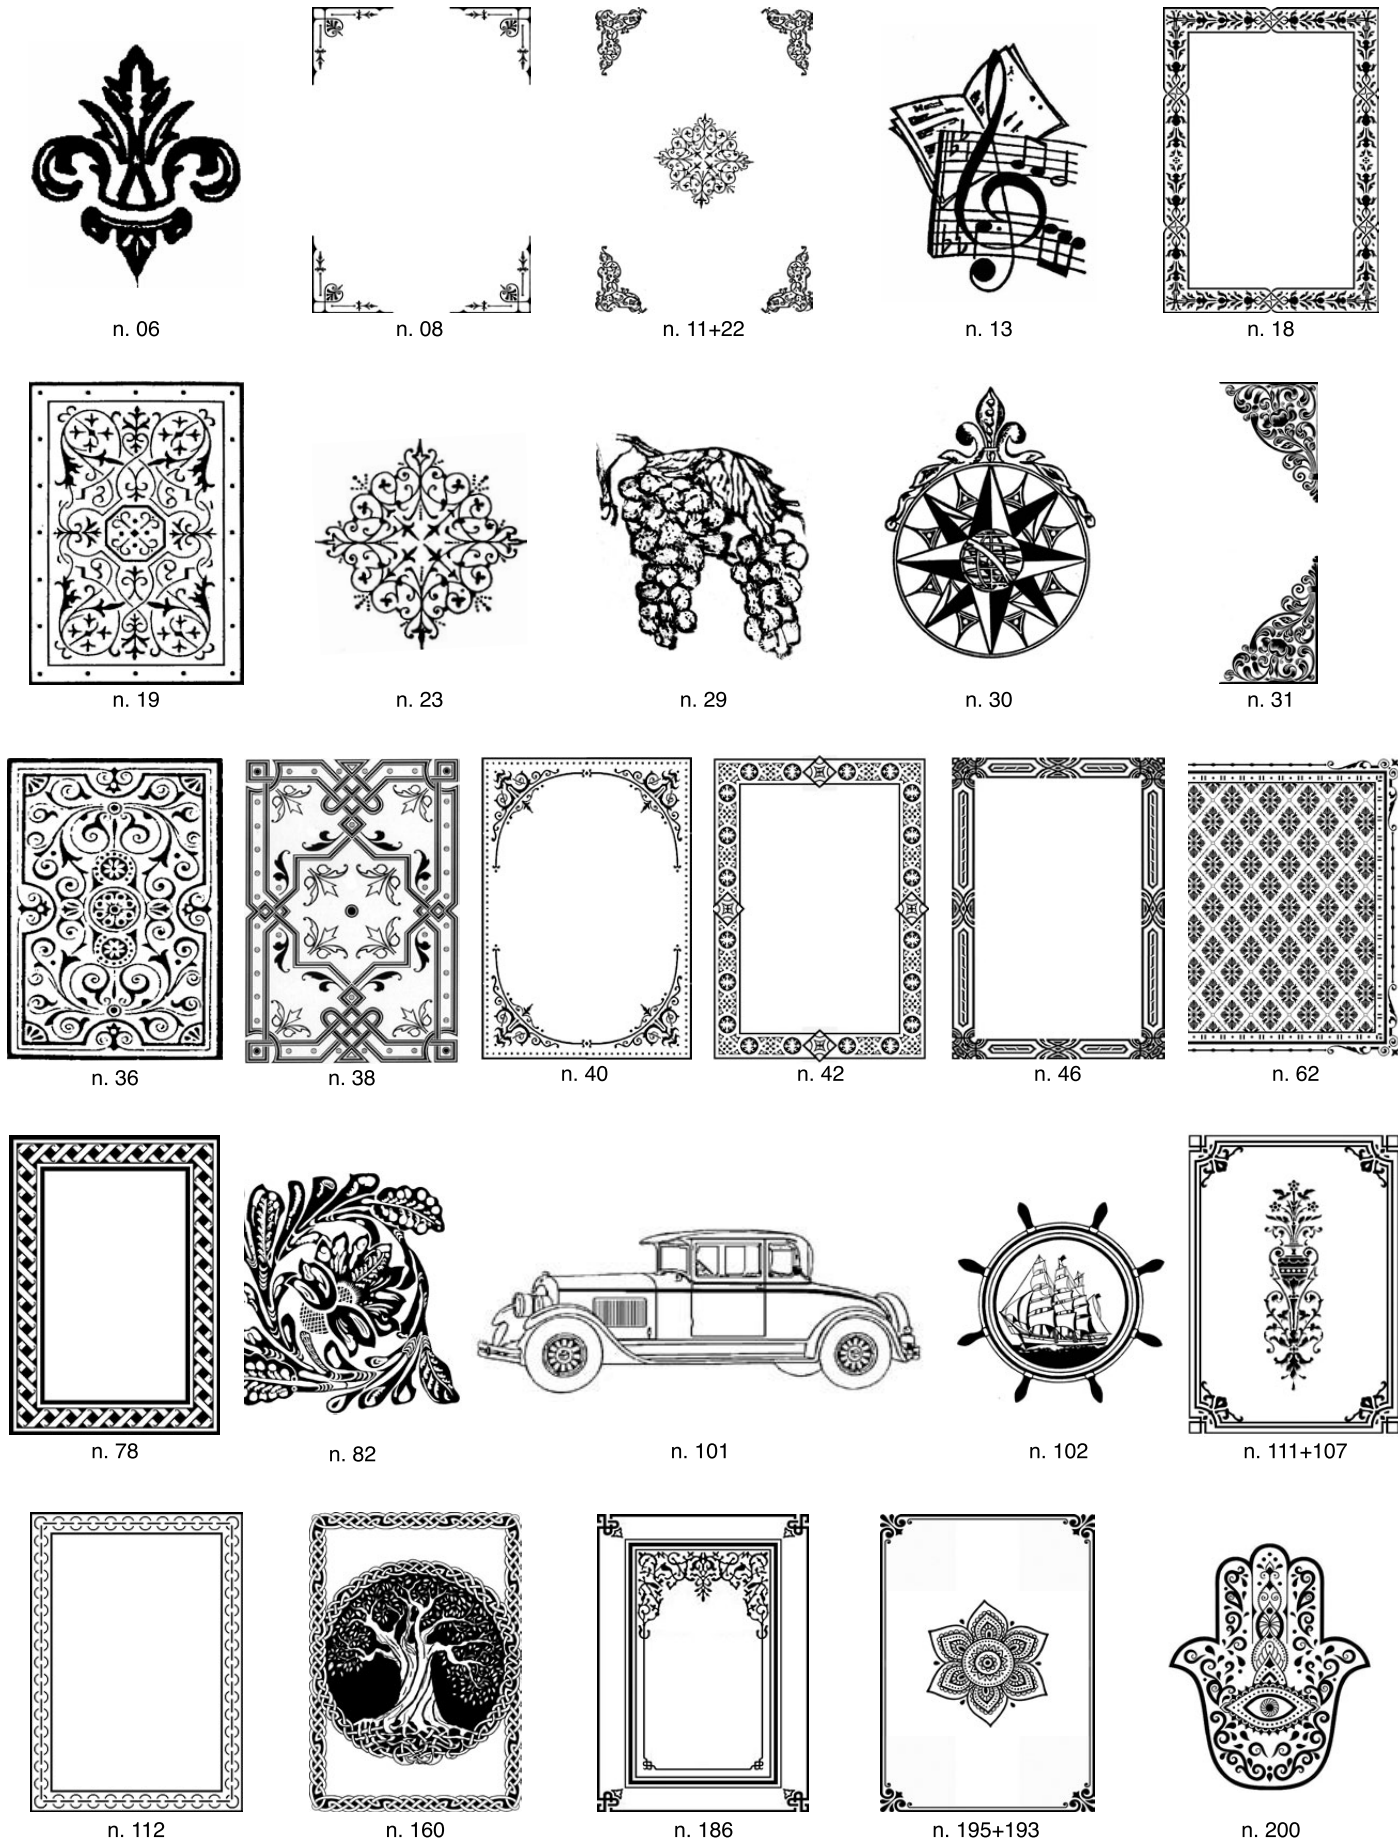 n. 06
n. 08
n. 11+22
n. 13
n. 18
n. 19
n. 23
n. 29
n. 30
n. 31
n. 36
n. 38
n. 40
n. 42
n. 46
n. 62
n. 78
n. 82
n. 101
n. 102
n. 111+107
n. 112
n. 160
n. 186
n. 195+193
n. 200